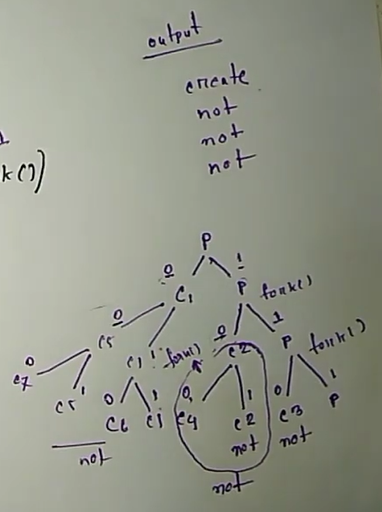 output
create
not
not
not
k())
P
0 1
C1 P fork()
0 0 1
C5 C1 fork() C2 P fork()
0 1 0 1 0 1 0 1
C7 C5 C6 C1 C4 C2 C3 P
not not
not
not